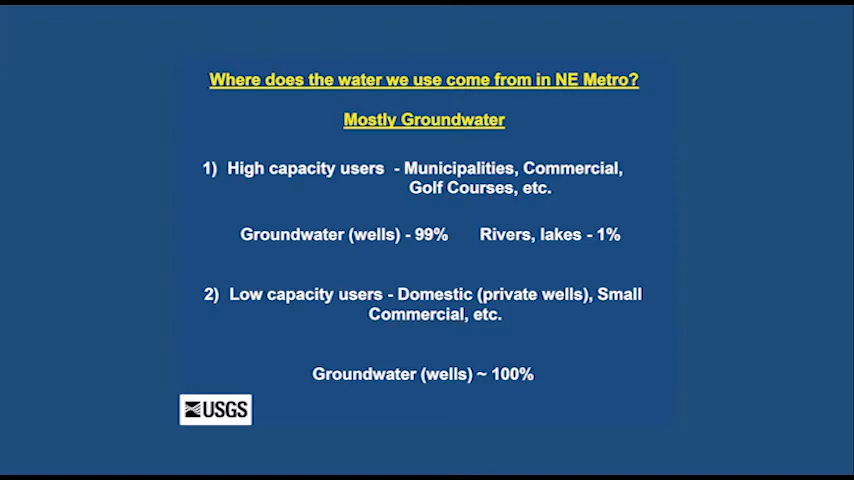 Where does the water we use come from in NE Metro?
Mostly Groundwater
1) High capacity users - Municipalities, Commercial,
Golf Courses, etc.
Groundwater (wells) - 99% Rivers, lakes - 1%
2) Low capacity users - Domestic (private wells), Small
Commercial, etc.
Groundwater (wells) ~ 100%
USGS